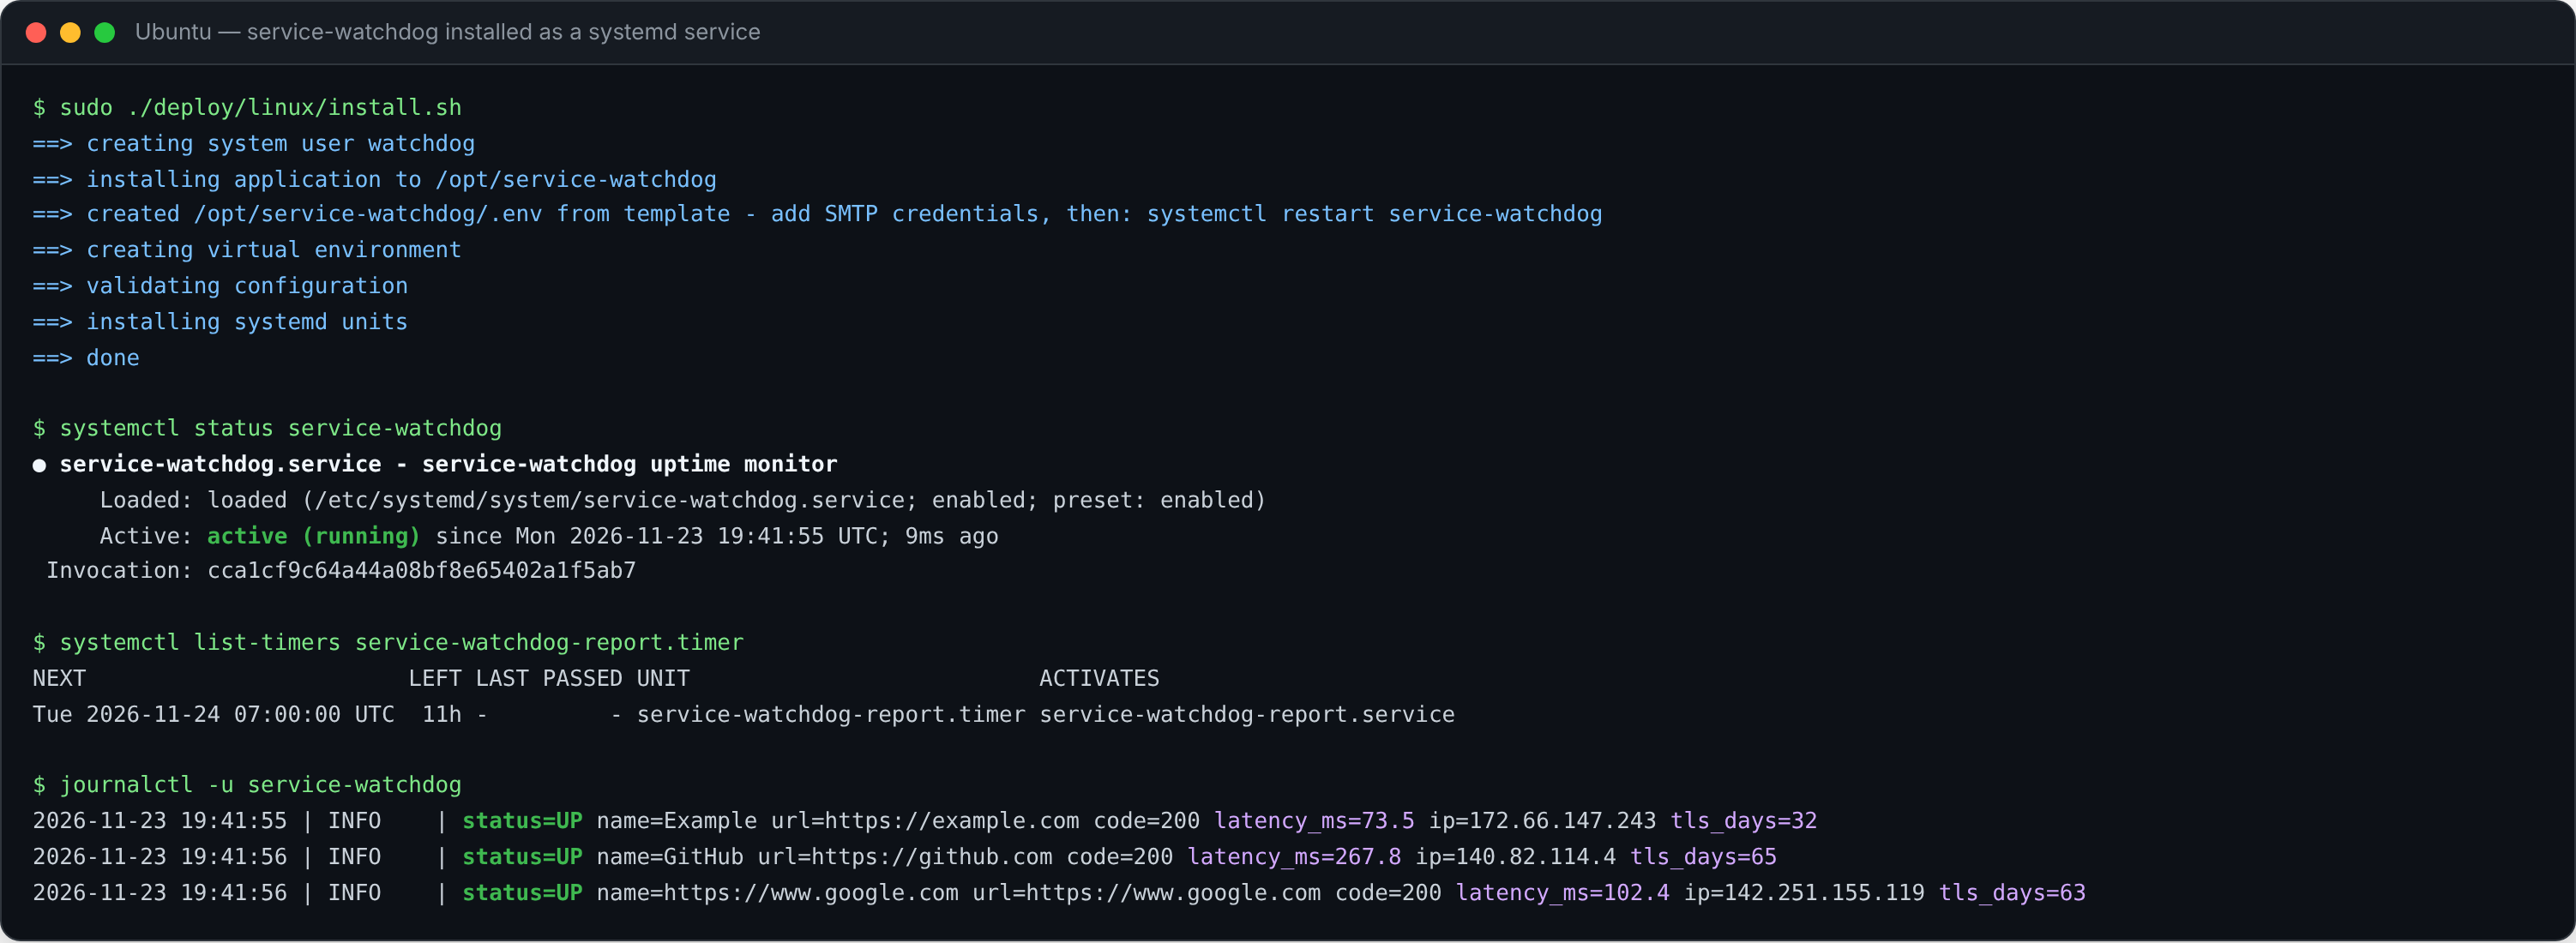 Ubuntu — service-watchdog installed as a systemd service
$ sudo ./deploy/linux/install.sh
==> creating system user watchdog
==> installing application to /opt/service-watchdog
==> created /opt/service-watchdog/.env from template - add SMTP credentials, then: systemctl restart service-watchdog
==> creating virtual environment
==> validating configuration
==> installing systemd units
==> done
$ systemctl status service-watchdog
● service-watchdog.service - service-watchdog uptime monitor
     Loaded: loaded (/etc/systemd/system/service-watchdog.service; enabled; preset: enabled)
     Active: active (running) since Mon 2026-11-23 19:41:55 UTC; 9ms ago
 Invocation: cca1cf9c64a44a08bf8e65402a1f5ab7
$ systemctl list-timers service-watchdog-report.timer
NEXT                        LEFT LAST PASSED UNIT                          ACTIVATES
Tue 2026-11-24 07:00:00 UTC  11h -         - service-watchdog-report.timer service-watchdog-report.service
$ journalctl -u service-watchdog
2026-11-23 19:41:55 | INFO    | status=UP name=Example url=https://example.com code=200 latency_ms=73.5 ip=172.66.147.243 tls_days=32
2026-11-23 19:41:56 | INFO    | status=UP name=GitHub url=https://github.com code=200 latency_ms=267.8 ip=140.82.114.4 tls_days=65
2026-11-23 19:41:56 | INFO    | status=UP name=https://www.google.com url=https://www.google.com code=200 latency_ms=102.4 ip=142.251.155.119 tls_days=63